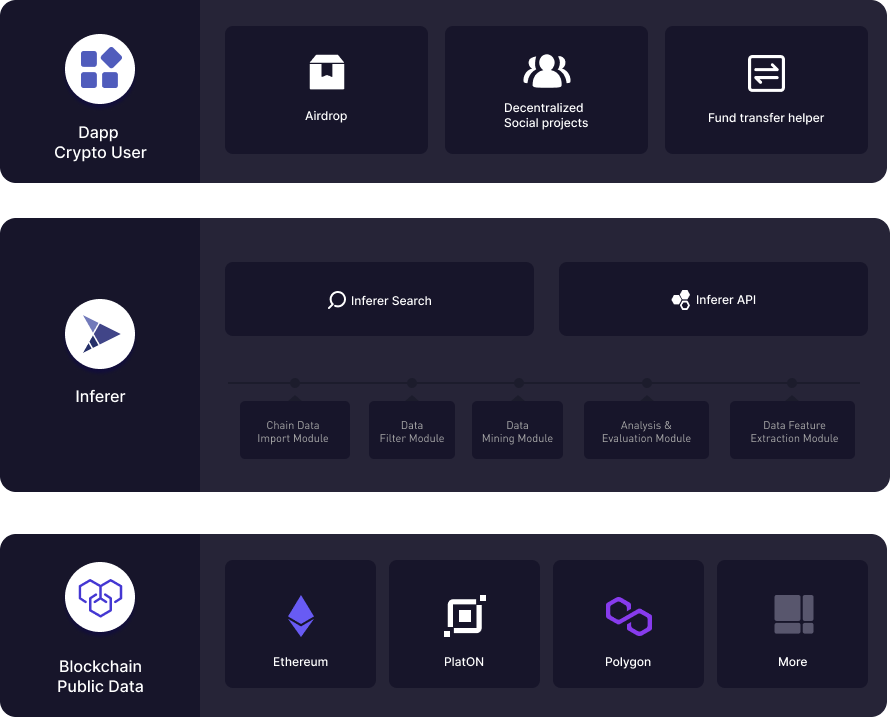 Dapp
Crypto User
Airdrop
Decentralized
Social projects
Fund transfer helper
Inferer
Inferer Search
Inferer API
Chain Data
Import Module
Data
Filter Module
Data
Mining Module
Analysis &
Evaluation Module
Data Feature
Extraction Module
Blockchain
Public Data
Ethereum
PlatON
Polygon
More